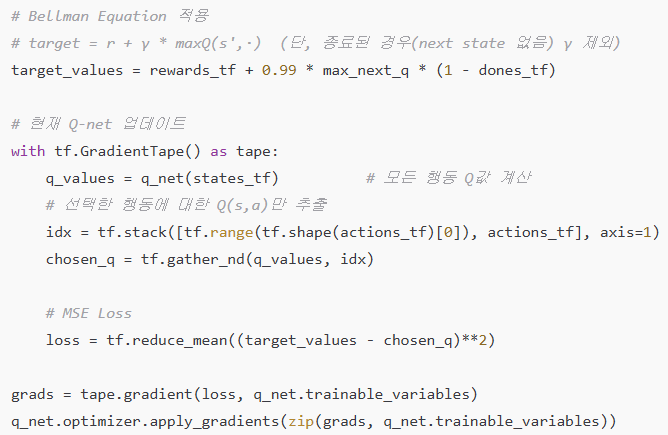 # Bellman Equation 적용
# target = r + γ * maxQ(s',·)  (단, 종료된 경우(next state 없음) γ 제외)
target_values = rewards_tf + 0.99 * max_next_q * (1 - dones_tf)

# 현재 Q-net 업데이트
with tf.GradientTape() as tape:
    q_values = q_net(states_tf)          # 모든 행동 Q값 계산
    # 선택한 행동에 대한 Q(s,a)만 추출
    idx = tf.stack([tf.range(tf.shape(actions_tf)[0]), actions_tf], axis=1)
    chosen_q = tf.gather_nd(q_values, idx)

    # MSE Loss
    loss = tf.reduce_mean((target_values - chosen_q)**2)

grads = tape.gradient(loss, q_net.trainable_variables)
q_net.optimizer.apply_gradients(zip(grads, q_net.trainable_variables))